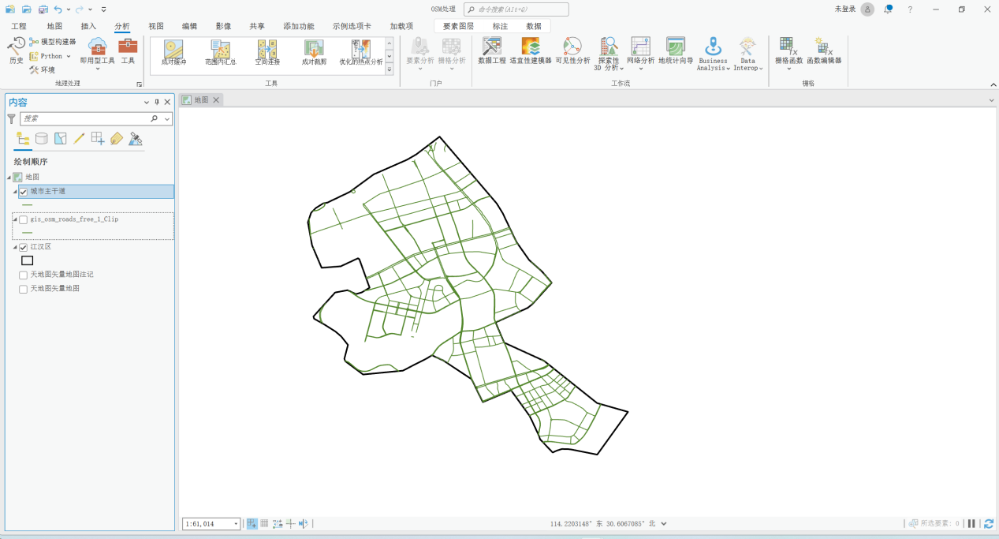 OSM处理
命令搜索(Alt+Q)
未登录
?
工程 地图 插入 分析 视图 编辑 影像 共享 添加功能 示例选项卡 加载项 要素图层 标注 数据
历史
模型构建器
Python
环境
即用型工具
工具
地理处理
成对缓冲
范围内汇总
空间连接
成对裁剪
优化的热点分析
工具
要素分析
栅格分析
门户
数据工程
适宜性建模器
可见性分析
探索性
3D 分析
网络分析
地统计向导
Business
Analysis
Data
Interop
工作流
栅格函数
函数编辑器
栅格
内容
搜索
绘制顺序
地图
城市主干道
gis_osm_roads_free_1_Clip
江汉区
天地图矢量地图注记
天地图矢量地图
地图
1:61,014
114.2203148° 东 30.6067085° 北
所选要素: 0